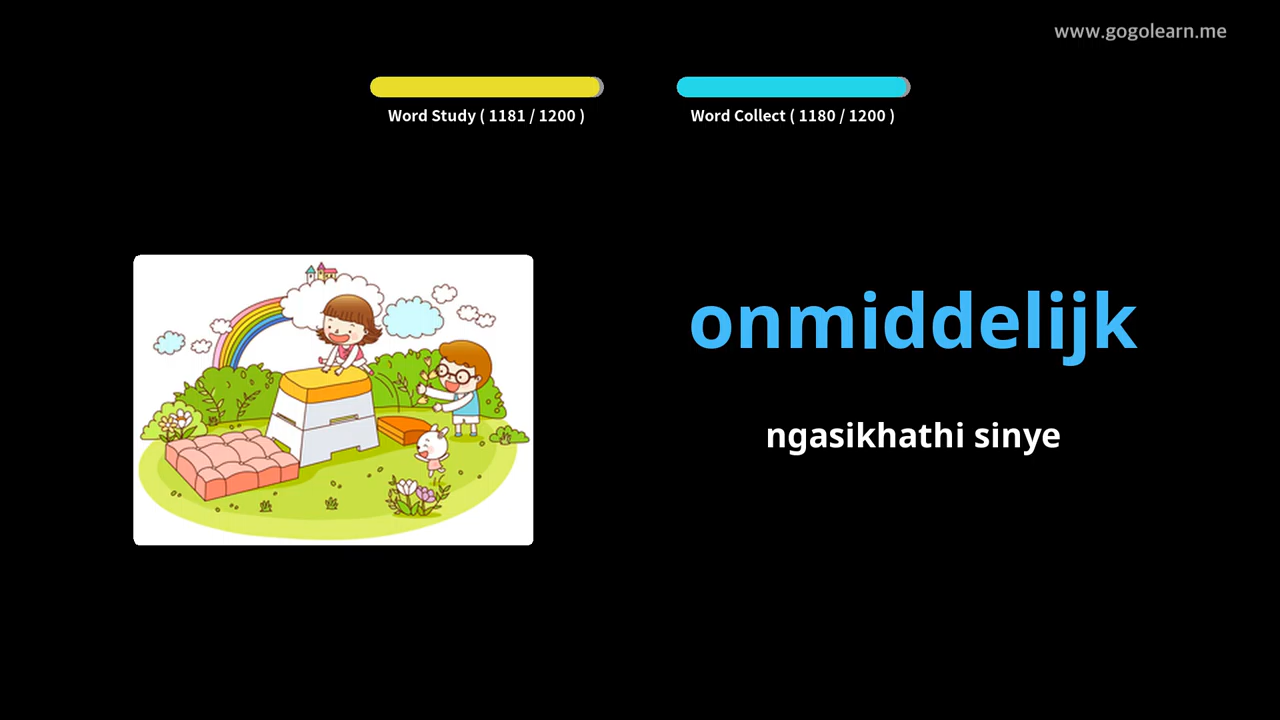 www.gogolearn.me
Word Study ( 1181 / 1200 )
Word Collect ( 1180 / 1200 )
onmiddelijk
ngasikhathi sinye